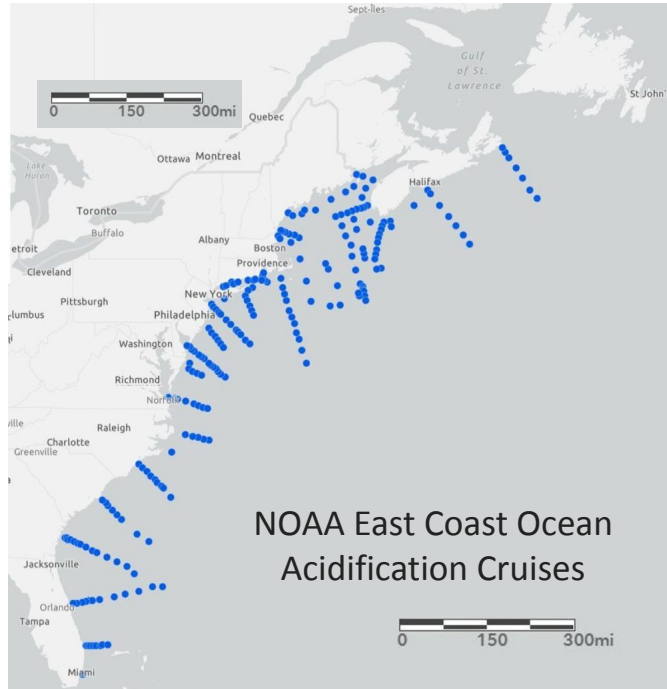 Sept-Îles
Gulf
of St.
Lawrence
St John'
0 150 300mi
Quebec
Ottawa Montreal
Lake
Huran
Halifax
Toronto
Buffalo
Albany
Boston
Providence
etroit
Cleveland
New York
Pittsburgh
Philadelphia
lumbus
Washington
Richmond
Norfolk
ville
Raleigh
Charlotte
Greenville
NOAA East Coast Ocean
Acidification Cruises
Jacksonville
Orlando
Tampa
0 150 300mi
Miami